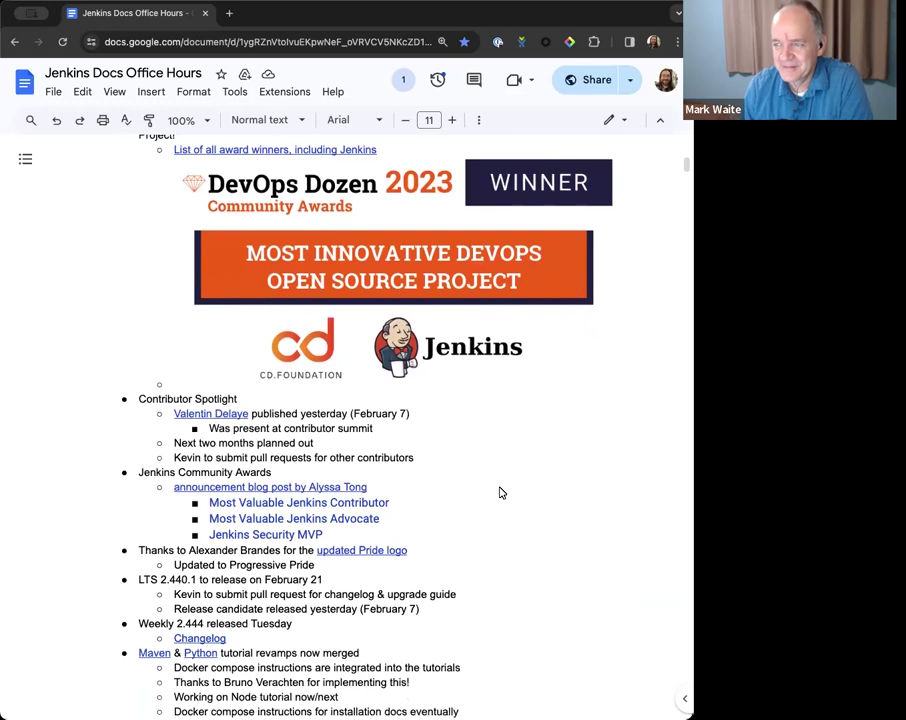 Jenkins Docs Office Hours -
docs.google.com/document/d/1ygRZnVtoIvuEKpwNeF_oVRVCV5NKcZD1...
Mark Waite
Jenkins Docs Office Hours
File Edit View Insert Format Tools Extensions Help
1
Share
100% Normal text Arial 11
Project!
List of all award winners, including Jenkins
DevOps Dozen 2023
Community Awards
WINNER
MOST INNOVATIVE DEVOPS
OPEN SOURCE PROJECT
cd
CD.FOUNDATION
Jenkins
Contributor Spotlight
Valentin Delaye published yesterday (February 7)
Was present at contributor summit
Next two months planned out
Kevin to submit pull requests for other contributors
Jenkins Community Awards
announcement blog post by Alyssa Tong
Most Valuable Jenkins Contributor
Most Valuable Jenkins Advocate
Jenkins Security MVP
Thanks to Alexander Brandes for the updated Pride logo
Updated to Progressive Pride
LTS 2.440.1 to release on February 21
Kevin to submit pull request for changelog & upgrade guide
Release candidate released yesterday (February 7)
Weekly 2.444 released Tuesday
Changelog
Maven & Python tutorial revamps now merged
Docker compose instructions are integrated into the tutorials
Thanks to Bruno Verachten for implementing this!
Working on Node tutorial now/next
Docker compose instructions for installation docs eventually